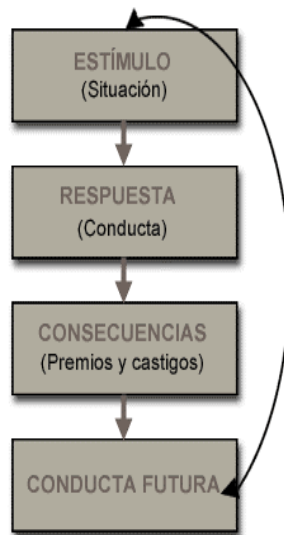 ESTÍMULO
(Situación)
RESPUESTA
(Conducta)
CONSECUENCIAS
(Premios y castigos)
CONDUCTA FUTURA